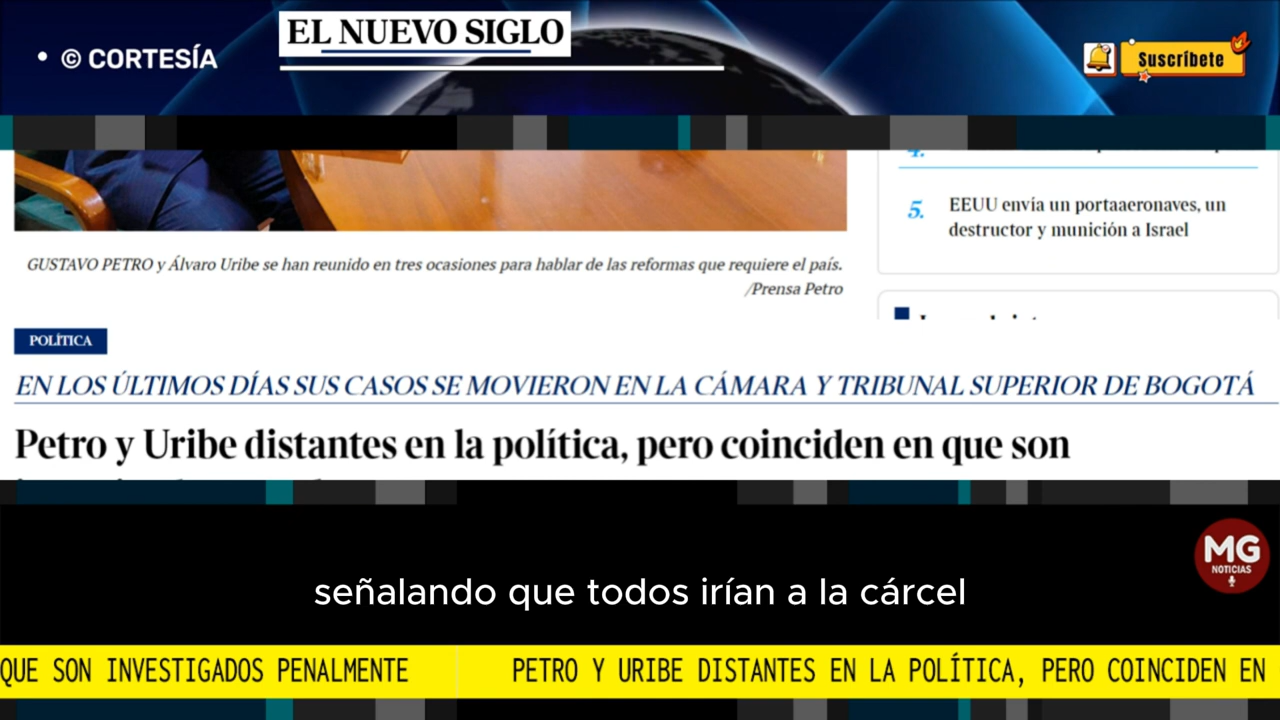 • © CORTESÍA
EL NUEVO SIGLO
Suscríbete
5. EEUU envía un portaaeronaves, un
destructor y munición a Israel
GUSTAVO PETRO y Álvaro Uribe se han reunido en tres ocasiones para hablar de las reformas que requiere el país.
/Prensa Petro
POLÍTICA
EN LOS ÚLTIMOS DÍAS SUS CASOS SE MOVIERON EN LA CÁMARA Y TRIBUNAL SUPERIOR DE BOGOTÁ
Petro y Uribe distantes en la política, pero coinciden en que son
MG
NOTICIAS
señalando que todos irían a la cárcel
QUE SON INVESTIGADOS PENALMENTE PETRO Y URIBE DISTANTES EN LA POLÍTICA, PERO COINCIDEN EN